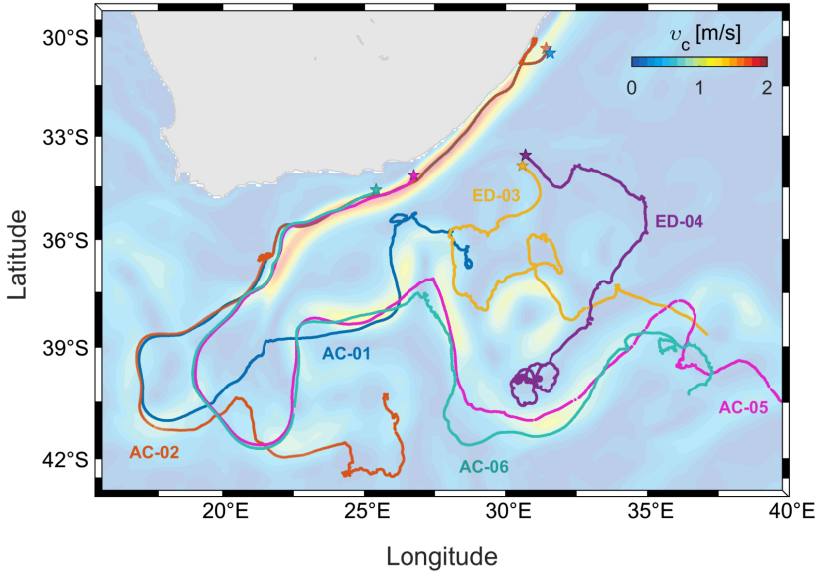 30°S
33°S
36°S
39°S
42°S
Latitude
v_c [m/s]
0 1 2
ED-03
ED-04
AC-01
AC-02
AC-05
AC-06
20°E 25°E 30°E 35°E 40°E
Longitude